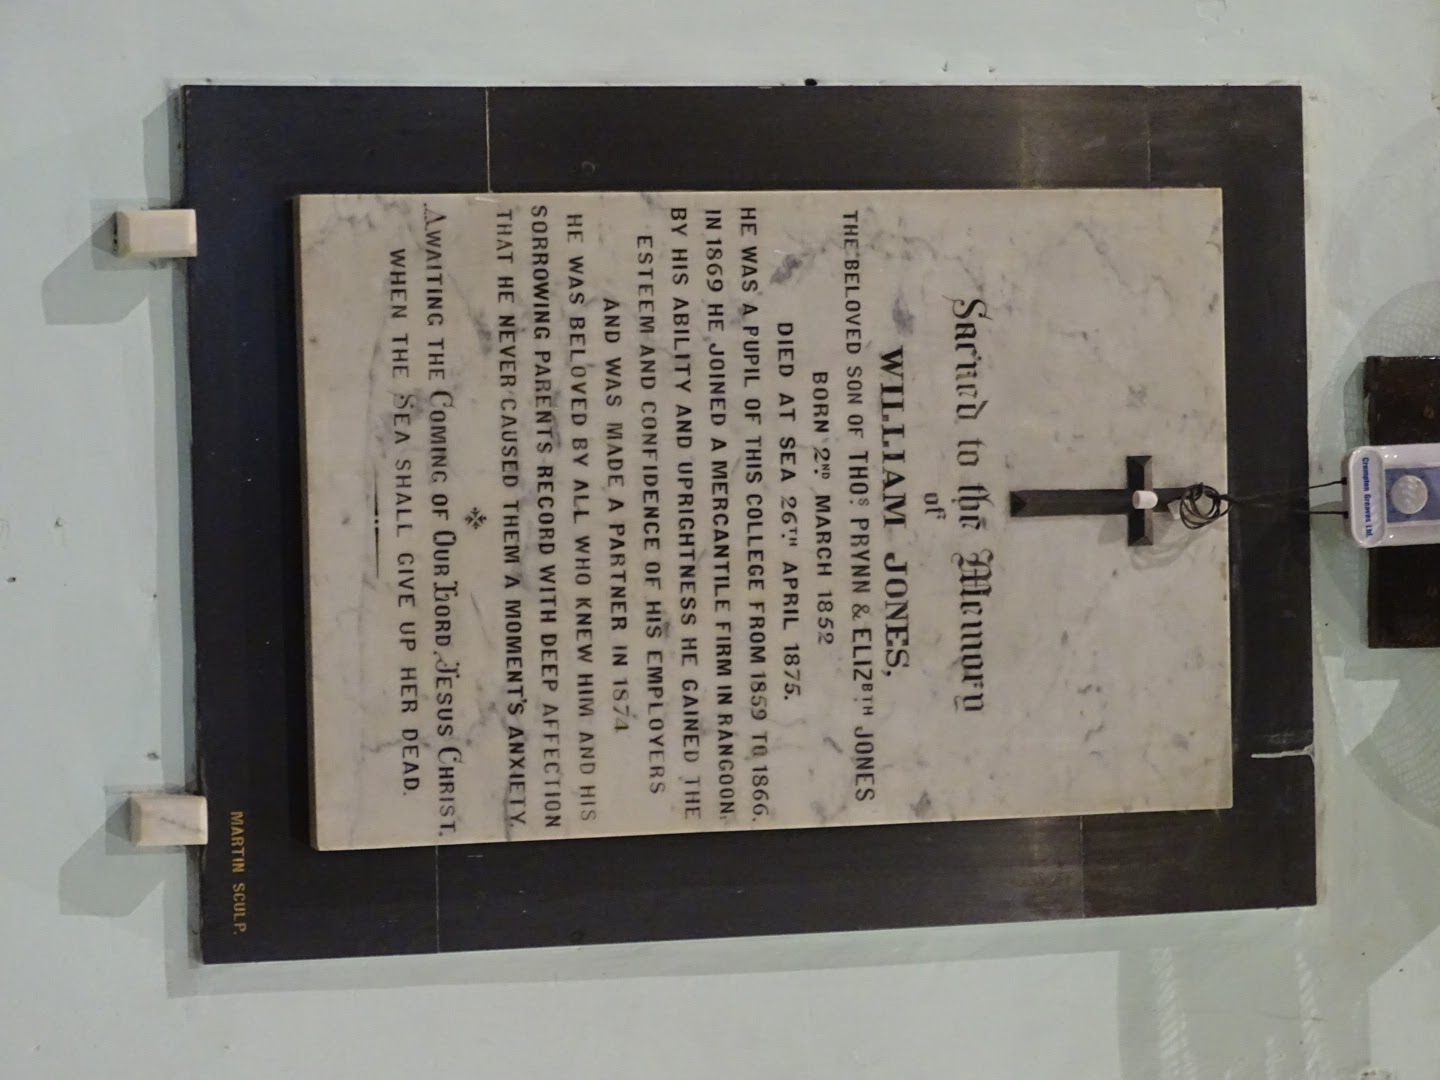 Crompton Greaves Ltd.
Sacred to the Memory
of
WILLIAM JONES,
THE BELOVED SON OF THOS PRYNN & ELIZBTH JONES
BORN 2ND MARCH 1852
DIED AT SEA 26TH APRIL 1875.
HE WAS A PUPIL OF THIS COLLEGE FROM 1859 TO 1866.
IN 1869 HE JOINED A MERCANTILE FIRM IN RANGOON,
BY HIS ABILITY AND UPRIGHTNESS HE GAINED THE
ESTEEM AND CONFIDENCE OF HIS EMPLOYERS
AND WAS MADE A PARTNER IN 1874
HE WAS BELOVED BY ALL WHO KNEW HIM AND HIS
SORROWING PARENTS RECORD WITH DEEP AFFECTION
THAT HE NEVER CAUSED THEM A MOMENT'S ANXIETY.
AWAITING THE COMING OF OUR LORD JESUS CHRIST.
WHEN THE SEA SHALL GIVE UP HER DEAD.
MARTIN SCULP.